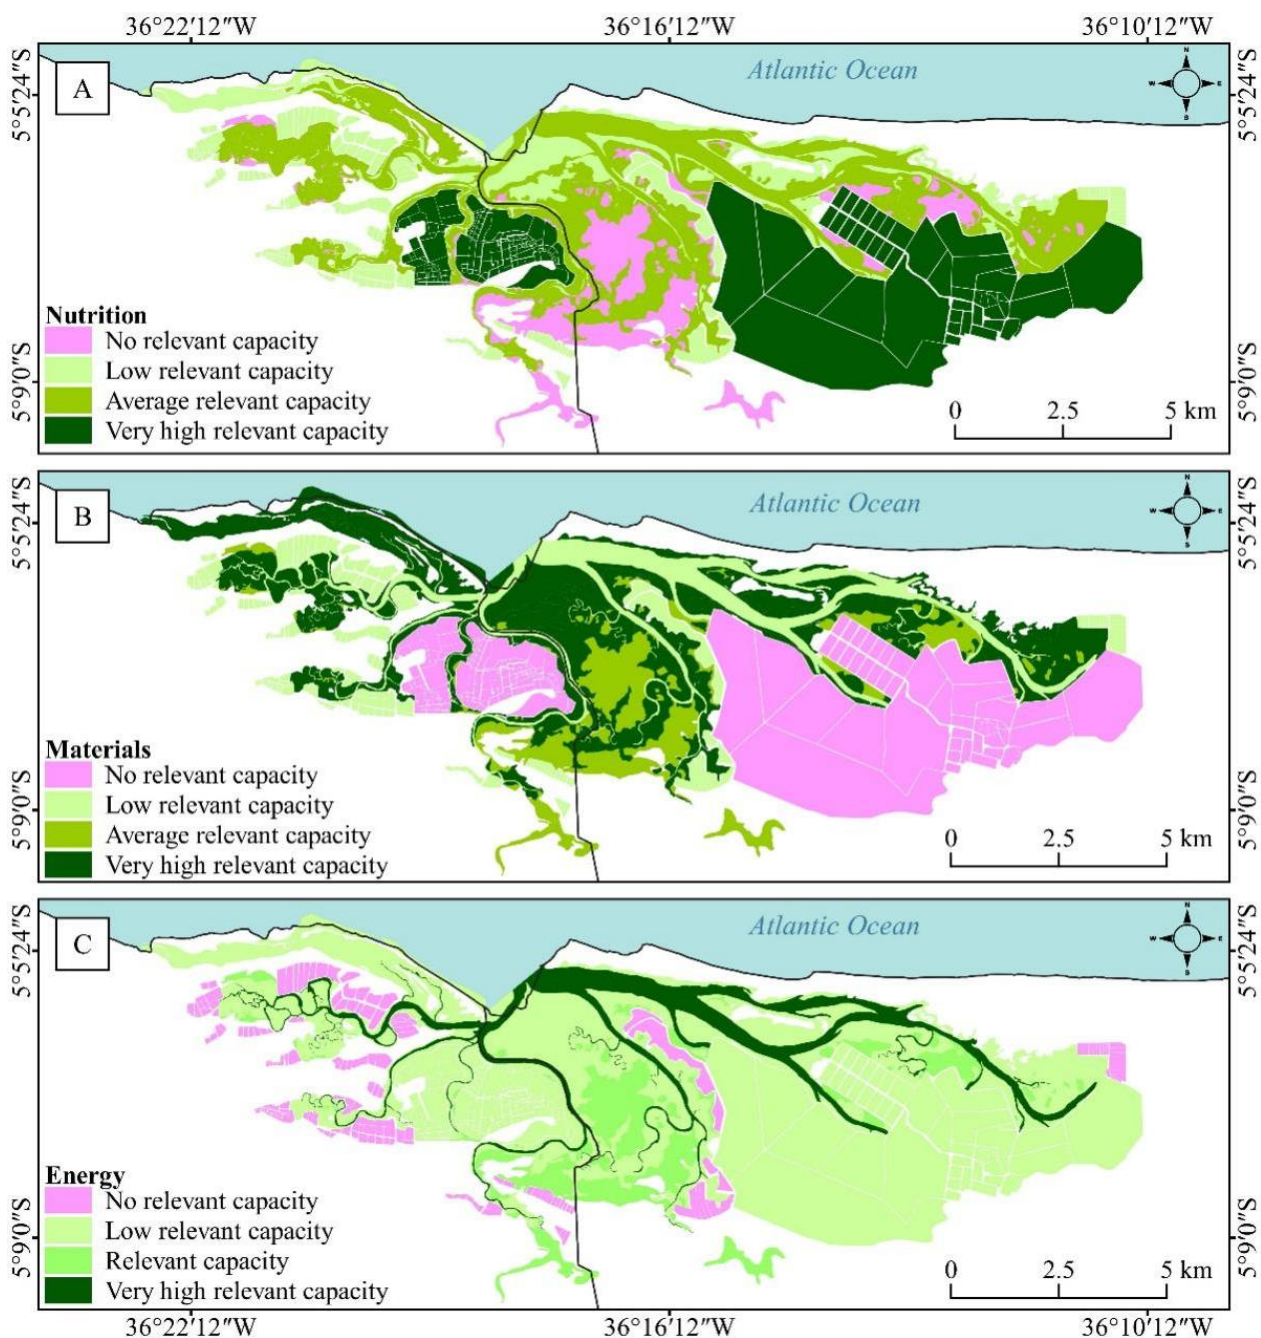 36°22′12″W 36°16′12″W 36°10′12″W
5°5′24″S
A
Atlantic Ocean
N
W E
S
5°5′24″S
Nutrition
No relevant capacity
Low relevant capacity
Average relevant capacity
Very high relevant capacity
5°9′0″S
0 2.5 5 km
5°9′0″S
5°5′24″S
B
Atlantic Ocean
N
W E
S
5°5′24″S
Materials
No relevant capacity
Low relevant capacity
Average relevant capacity
Very high relevant capacity
5°9′0″S
0 2.5 5 km
5°9′0″S
5°5′24″S
C
Atlantic Ocean
N
W E
S
5°5′24″S
Energy
No relevant capacity
Low relevant capacity
Relevant capacity
Very high relevant capacity
5°9′0″S
0 2.5 5 km
5°9′0″S
36°22′12″W 36°16′12″W 36°10′12″W